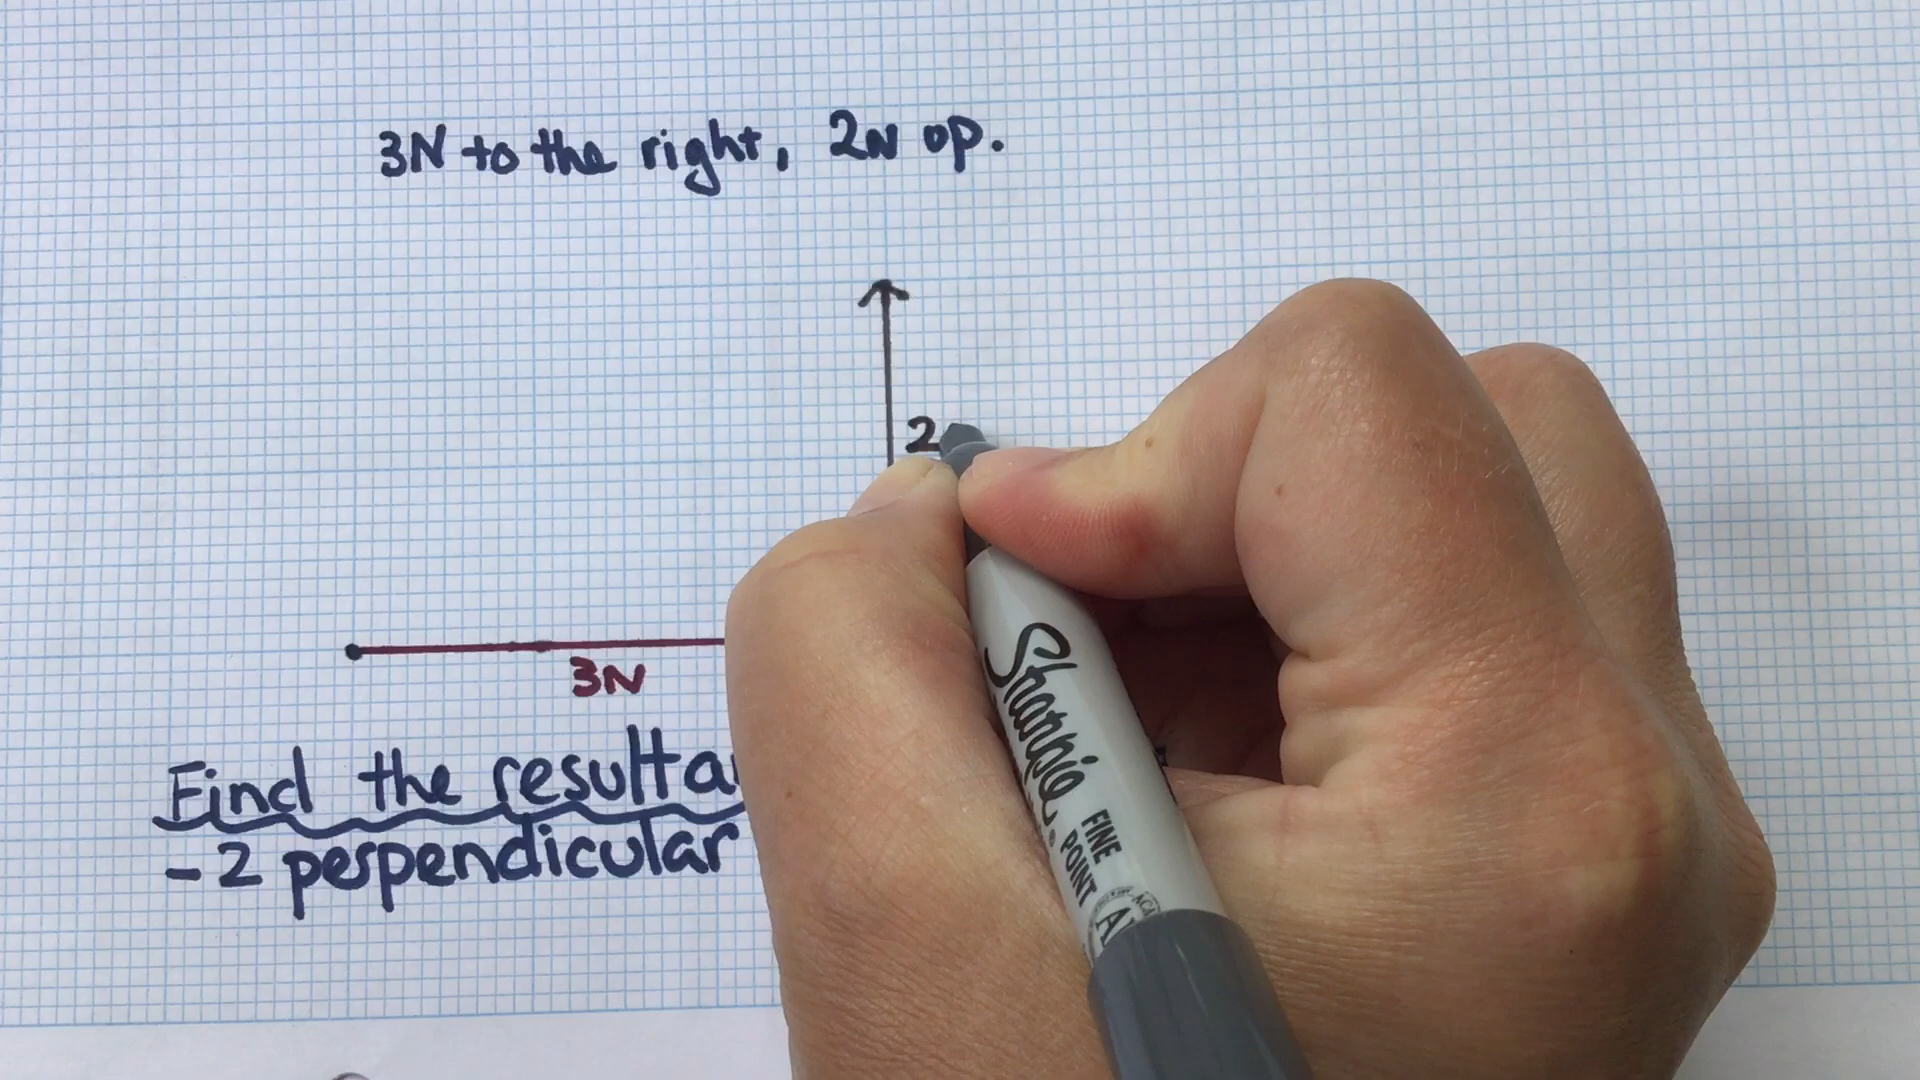 3N to the right, 2N up.
2
3N
Find the resulta
- 2 perpendicular
Sharpie
FINE
POINT